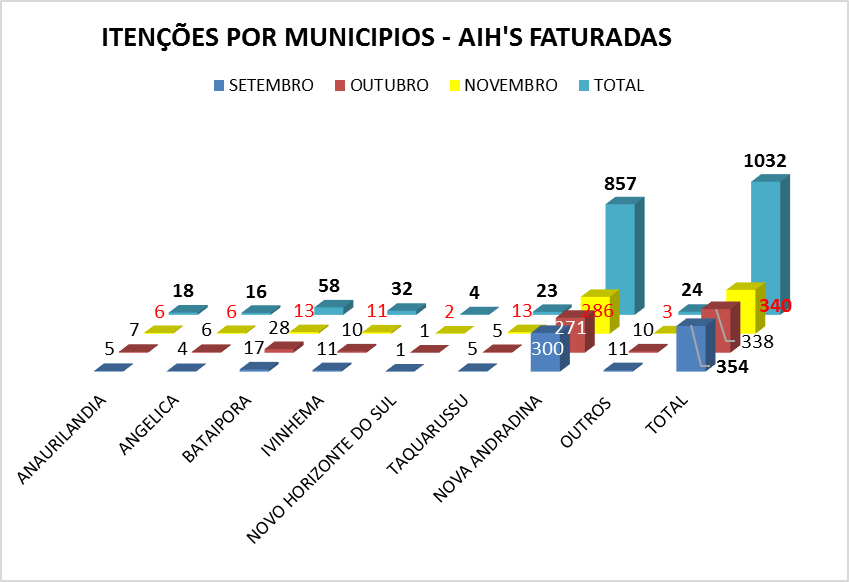 ITENÇÕES POR MUNICIPIOS - AIH'S FATURADAS
SETEMBRO OUTUBRO NOVEMBRO TOTAL
1032
857
18 16 58 32 4 23 24
6 6 13 11 2 13 286 3 340
7 6 28 10 1 5 271 10 338
5 4 17 11 1 5 300 11 354
ANAURILANDIA
ANGELICA
BATAIPORA
IVINHEMA
NOVO HORIZONTE DO SUL
TAQUARUSSU
NOVA ANDRADINA
OUTROS
TOTAL